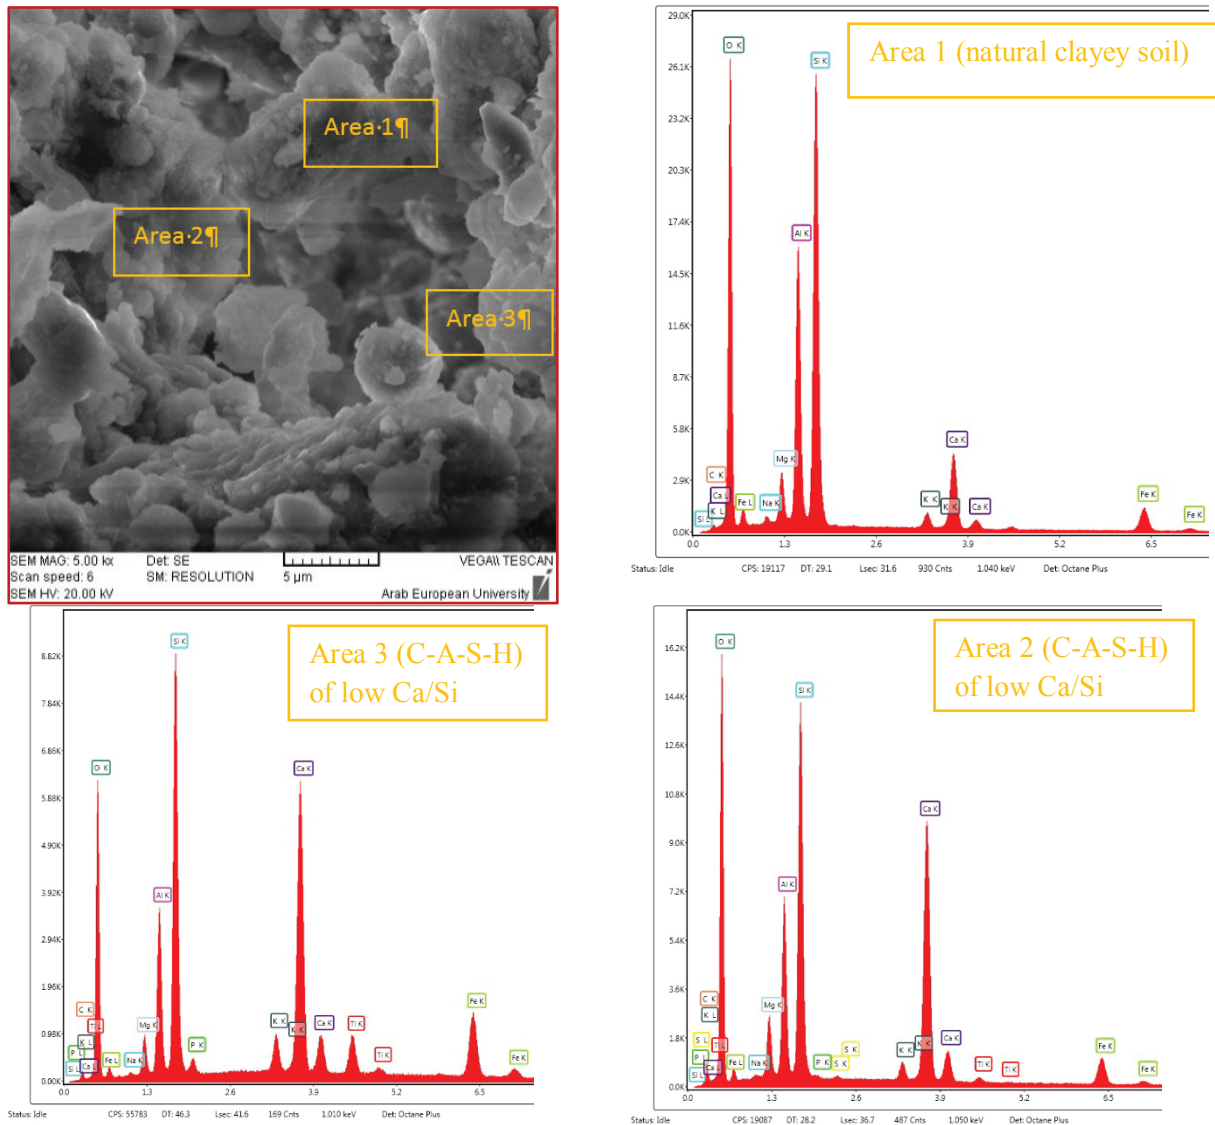 Area·1¶
Area·2¶
Area·3¶
SEM MAG: 5.00 kx Det: SE VEGA\\ TESCAN
Scan speed: 6 SM: RESOLUTION 5 µm
SEM HV: 20.00 kV Arab European University
Area 1 (natural clayey soil)
29.0K
O K
Si K
26.1K
23.2K
20.3K
17.4K
Al K
14.5K
11.6K
8.7K
5.8K
Ca K
Mg K
2.9K
C K
Ca L
K L
Si L
Fe L
Na K
K K
K K
Ca K
Fe K
Fe K
0.0K
0.0 1.3 2.6 3.9 5.2 6.5
Status: Idle CPS: 19117 DT: 29.1 Lsec: 31.6 930 Cnts 1.040 keV Det: Octane Plus
Area 3 (C-A-S-H)
of low Ca/Si
Si K
8.82K
7.84K
6.86K
O K
Ca K
5.88K
4.90K
3.92K
Al K
2.94K
1.96K
C K
Ti L
K L
P L
Si L
Ca L
Fe L
Na K
Mg K
P K
K K
K K
Ca K
Ti K
Ti K
Fe K
Fe K
0.98K
0.00K
0.0 1.3 2.6 3.9 5.2 6.5
Status: Idle CPS: 55783 DT: 46.3 Lsec: 41.6 169 Cnts 1.010 keV Det: Octane Plus
Area 2 (C-A-S-H)
of low Ca/Si
O K
16.2K
Si K
14.4K
12.6K
10.8K
Ca K
9.0K
7.2K
Al K
5.4K
3.6K
C K
Mg K
K L
S L
Ti L
P L
Si L
Ca L
Fe L
Na K
P K
S K
S K
K K
K K
Ca K
Ti K
Ti K
Fe K
Fe K
1.8K
0.0K
0.0 1.3 2.6 3.9 5.2 6.5
Status: Idle CPS: 19087 DT: 28.2 Lsec: 36.7 487 Cnts 1.050 keV Det: Octane Plus